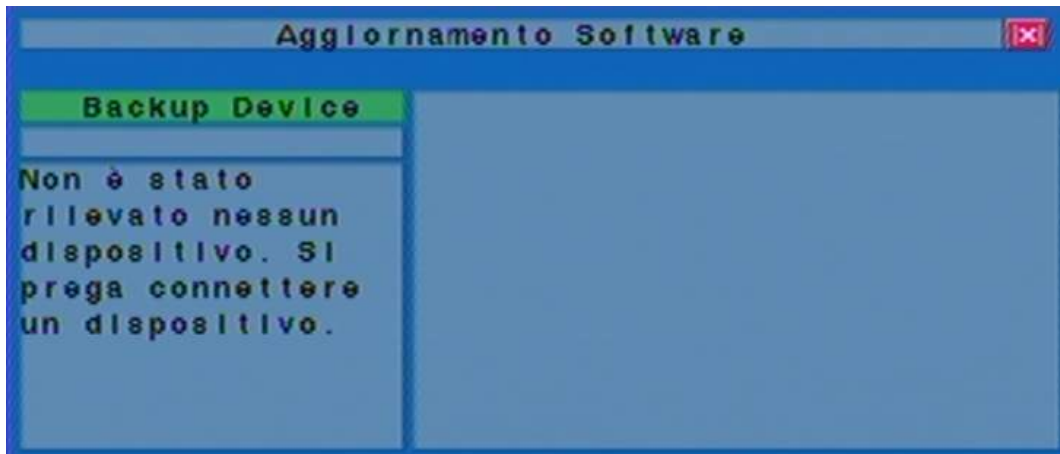 Aggiornamento Software
Backup Device
Non è stato
rilevato nessun
dispositivo. Si
prega connettere
un dispositivo.